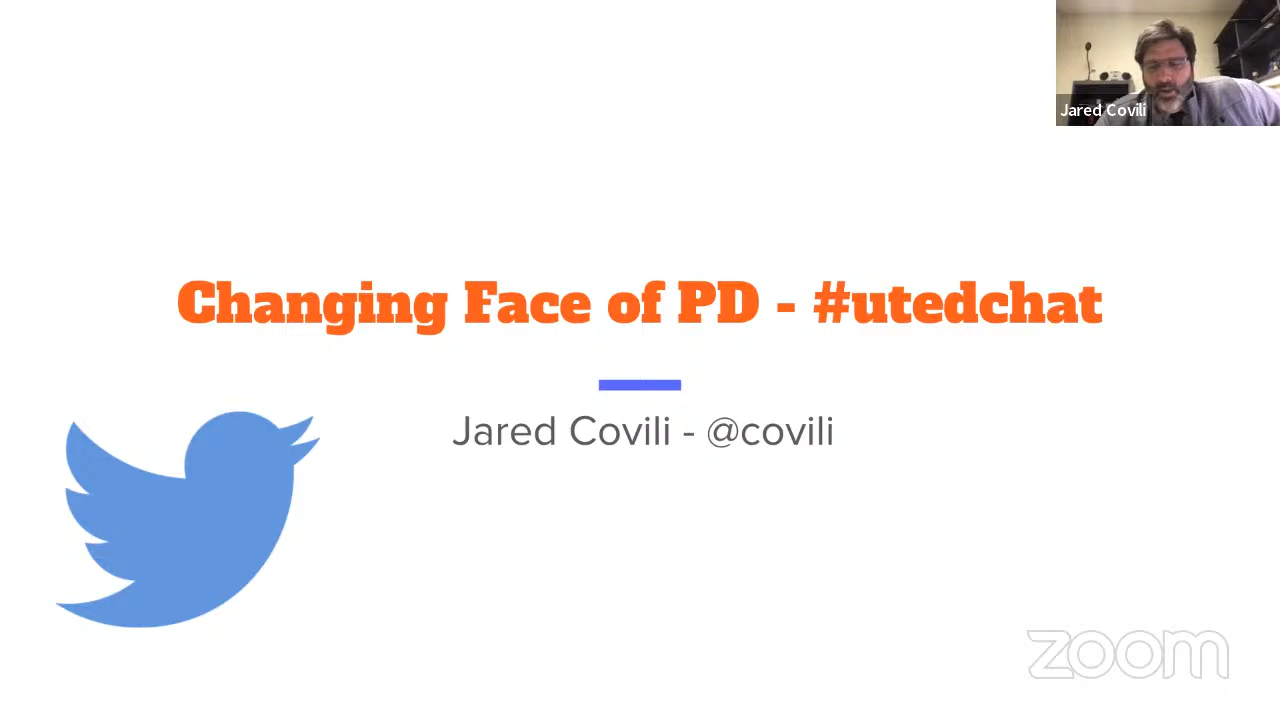 Jared Covili
Changing Face of PD - #utedchat
Jared Covili - @covili
zoom